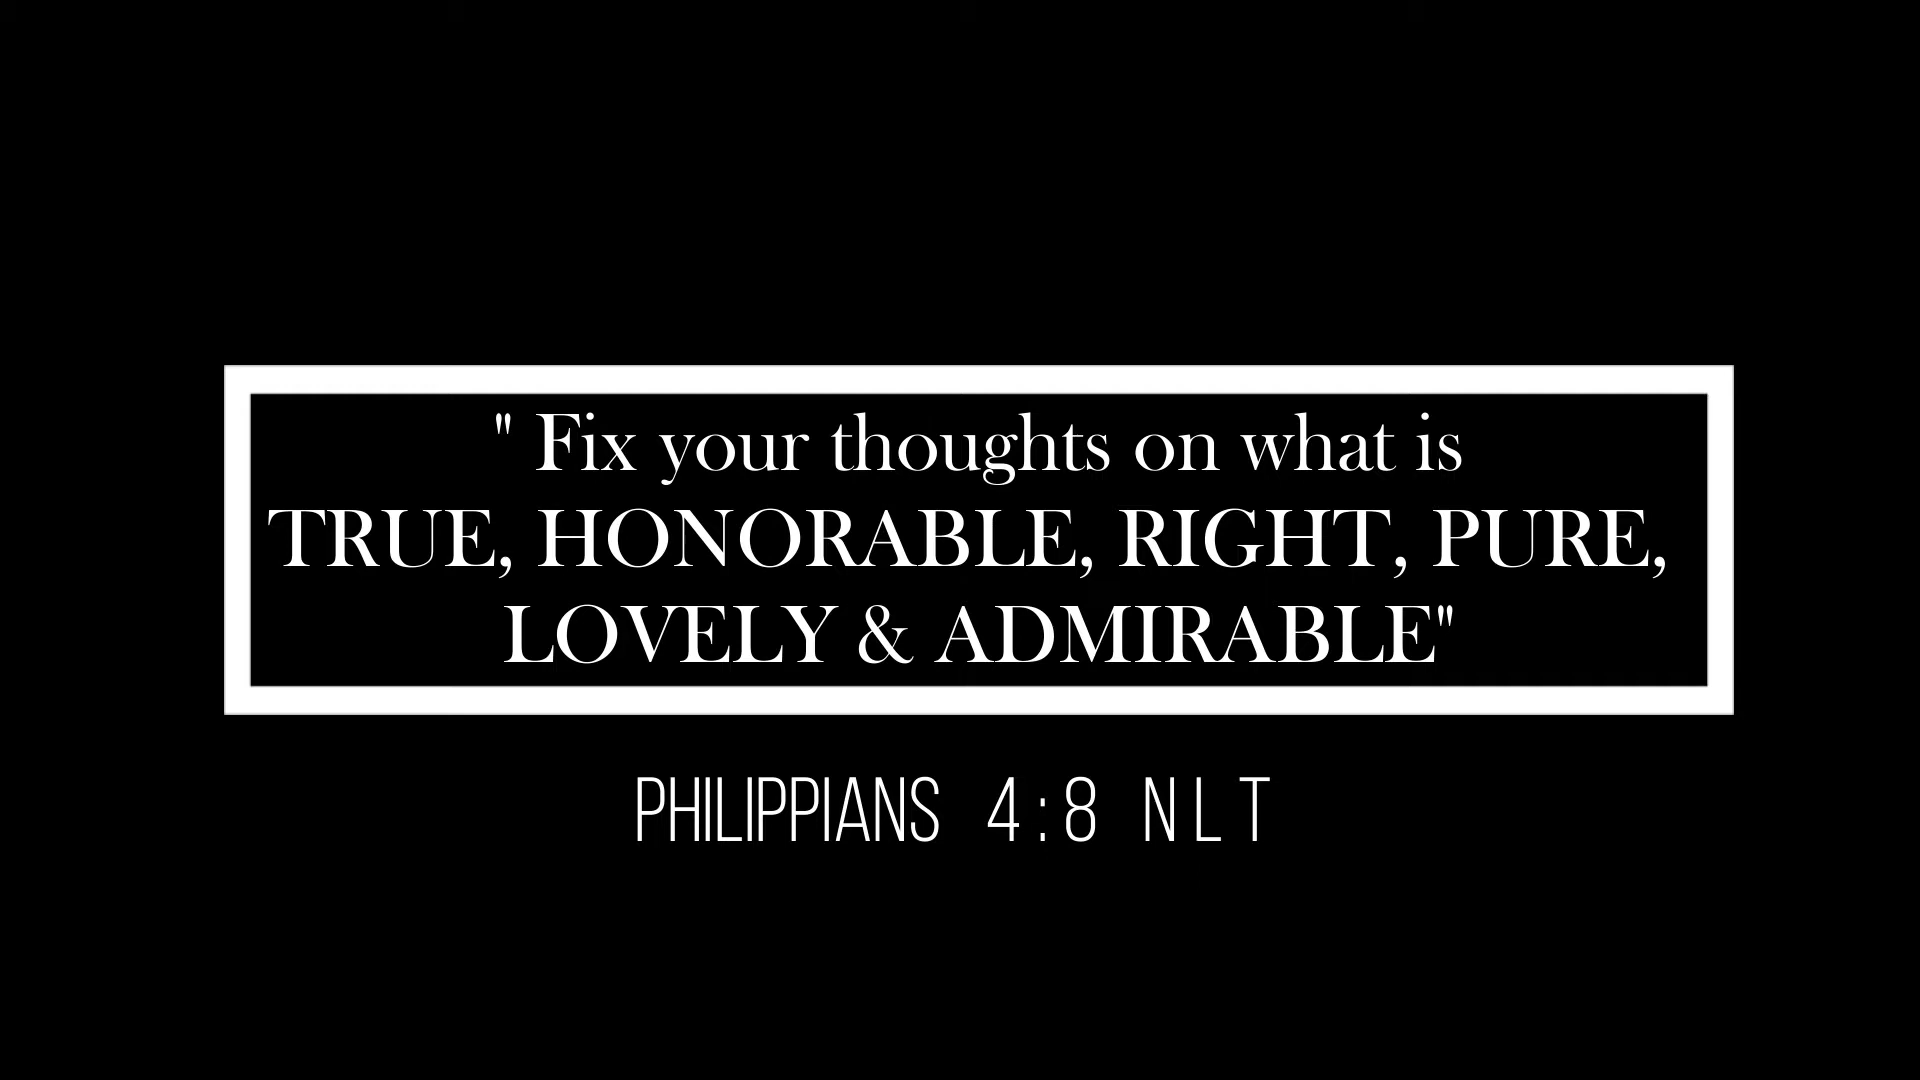 " Fix your thoughts on what is
TRUE, HONORABLE, RIGHT, PURE,
LOVELY & ADMIRABLE"
PHILIPPIANS 4:8 NLT